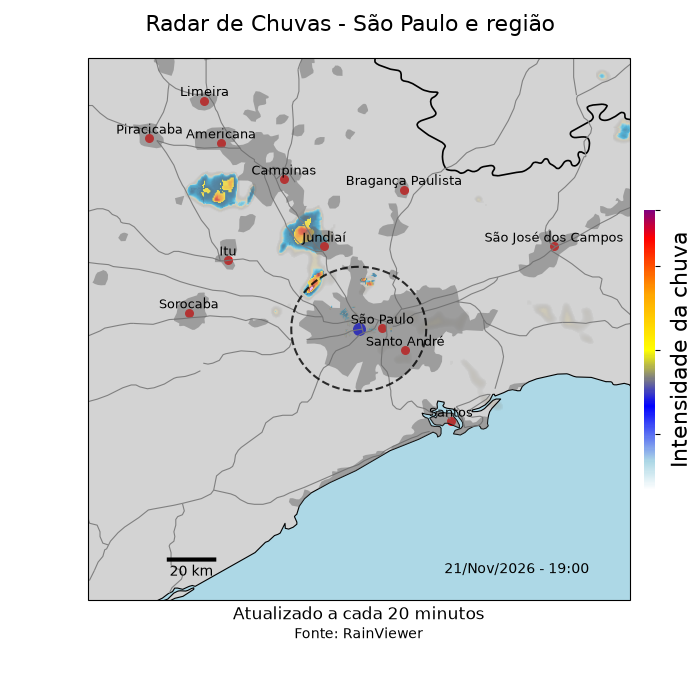 Radar de Chuvas - São Paulo e região
Limeira
Piracicaba
Americana
Campinas
Bragança Paulista
Jundiaí
São José dos Campos
Itu
Sorocaba
São Paulo
Santo André
Santos
Intensidade da chuva
20 km
21/Nov/2026 - 19:00
Atualizado a cada 20 minutos
Fonte: RainViewer